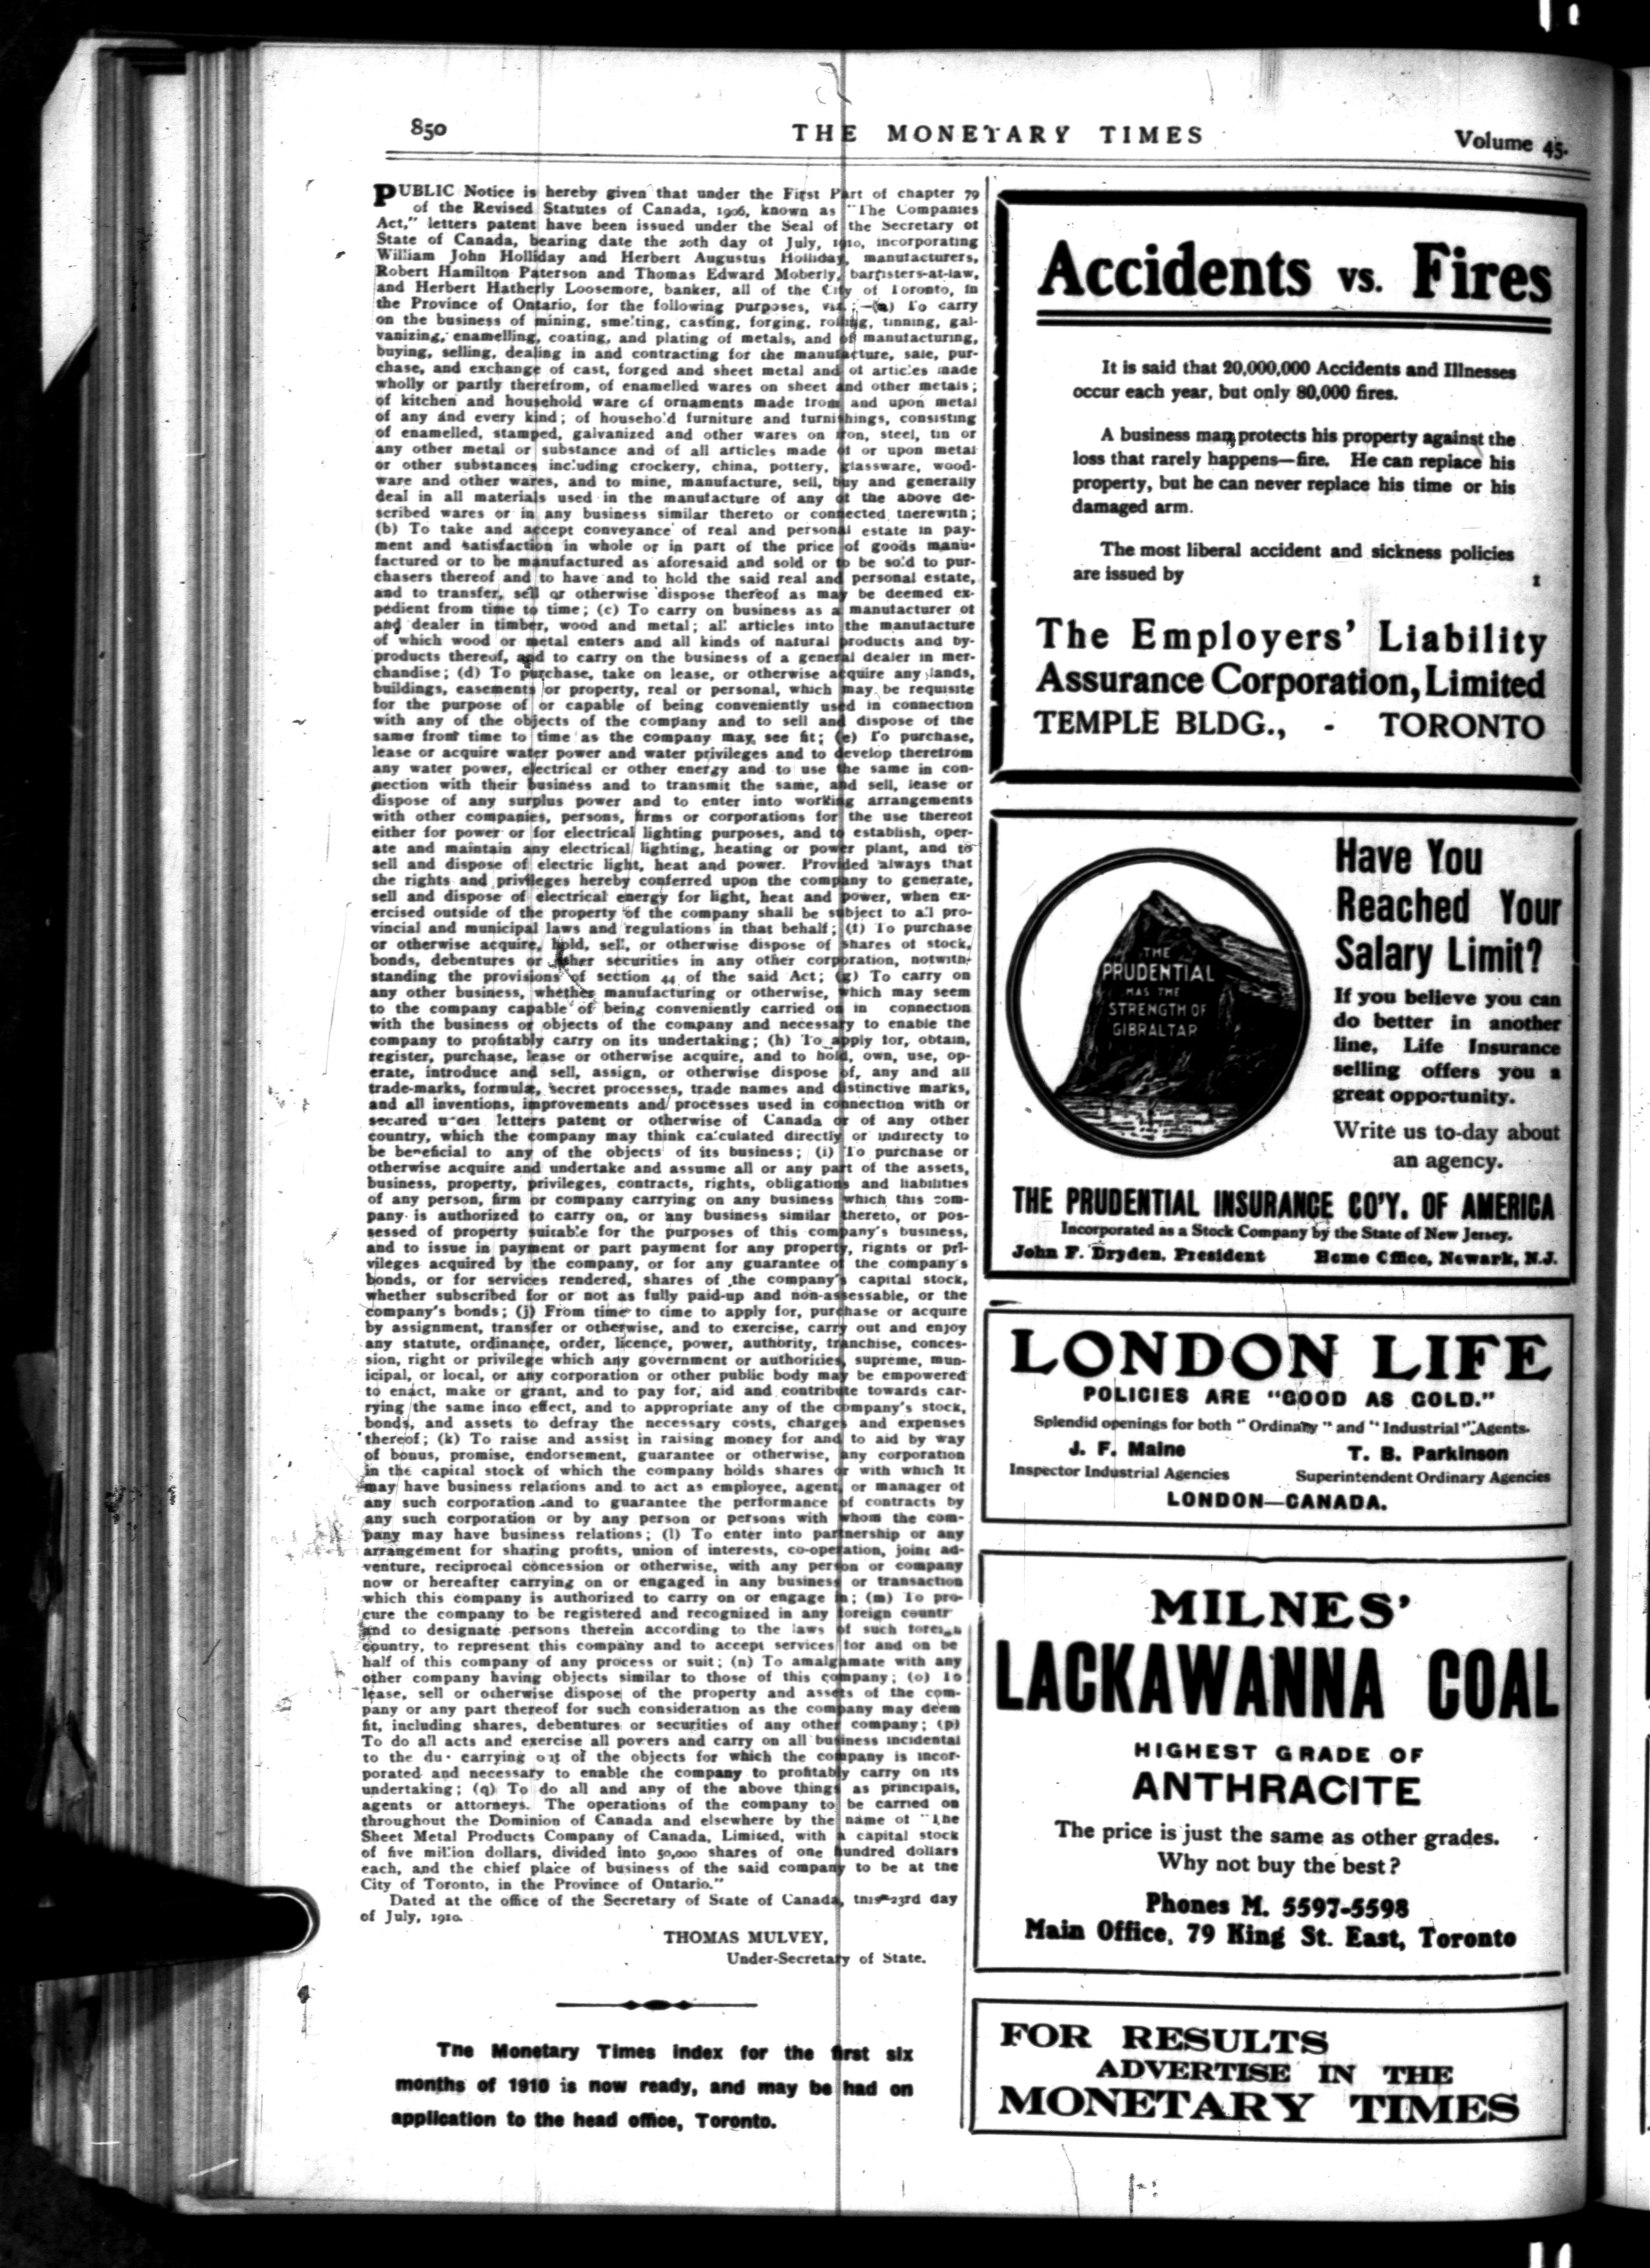 850
THE MONETARY TIMES
Volume 45.
PUBLIC Notice is hereby given that under the First Part of chapter 79
of the Revised Statutes of Canada, 1906, known as "The Companies
Act," letters patent have been issued under the Seal of the Secretary of
State of Canada, bearing date the 20th day of July, 1910, incorporating
William John Holliday and Herbert Augustus Holliday, manufacturers,
Robert Hamilton Paterson and Thomas Edward Moberly, barristers-at-law,
and Herbert Hatherly Loosemore, banker, all of the City of Toronto, in
the Province of Ontario, for the following purposes, viz.:—(a) To carry
on the business of mining, smelting, casting, forging, rolling, tinning, gal-
vanizing, enamelling, coating, and plating of metals, and of manufacturing,
buying, selling, dealing in and contracting for the manufacture, sale, pur-
chase, and exchange of cast, forged and sheet metal and of articles made
wholly or partly therefrom, of enamelled wares on sheet and other metals;
of kitchen and household ware of ornaments made from and upon metal
of any and every kind; of household furniture and furnishings, consisting
of enamelled, stamped, galvanized and other wares on iron, steel, tin or
any other metal or substance and of all articles made of or upon metal
or other substances including crockery, china, pottery, glassware, wood-
ware and other wares, and to mine, manufacture, sell, buy and generally
deal in all materials used in the manufacture of any of the above de-
scribed wares or in any business similar thereto or connected therewith;
(b) To take and accept conveyance of real and personal estate in pay-
ment and satisfaction in whole or in part of the price of goods manu-
factured or to be manufactured as aforesaid and sold or to be sold to pur-
chasers thereof and to have and to hold the said real and personal estate,
and to transfer, sell or otherwise dispose thereof as may be deemed ex-
pedient from time to time; (c) To carry on business as a manufacturer of
and dealer in timber, wood and metal; all articles into the manufacture
of which wood or metal enters and all kinds of natural products and by-
products thereof, and to carry on the business of a general dealer in mer-
chandise; (d) To purchase, take on lease, or otherwise acquire any lands,
buildings, easements or property, real or personal, which may be requisite
for the purpose of or capable of being conveniently used in connection
with any of the objects of the company and to sell and dispose of the
same from time to time as the company may see fit; (e) To purchase,
lease or acquire water power and water privileges and to develop therefrom
any water power, electrical or other energy and to use the same in con-
nection with their business and to transmit the same, and sell, lease or
dispose of any surplus power and to enter into working arrangements
with other companies, persons, firms or corporations for the use thereof
either for power or for electrical lighting purposes, and to establish, oper-
ate and maintain any electrical lighting, heating or power plant, and to
sell and dispose of electric light, heat and power. Provided always that
the rights and privileges hereby conferred upon the company to generate,
sell and dispose of electrical energy for light, heat and power, when ex-
ercised outside of the property of the company shall be subject to all pro-
vincial and municipal laws and regulations in that behalf; (f) To purchase
or otherwise acquire, hold, sell, or otherwise dispose of shares of stock,
bonds, debentures or other securities in any other corporation, notwith-
standing the provisions of section 44 of the said Act; (g) To carry on
any other business, whether manufacturing or otherwise, which may seem
to the company capable of being conveniently carried on in connection
with the business or objects of the company and necessary to enable the
company to profitably carry on its undertaking; (h) To apply for, obtain,
register, purchase, lease or otherwise acquire, and to hold, own, use, op-
erate, introduce and sell, assign, or otherwise dispose of, any and all
trade-marks, formulæ, secret processes, trade names and distinctive marks,
and all inventions, improvements and processes used in connection with or
secured under letters patent or otherwise of Canada or of any other
country, which the company may think calculated directly or indirecty to
be beneficial to any of the objects of its business; (i) To purchase or
otherwise acquire and undertake and assume all or any part of the assets,
business, property, privileges, contracts, rights, obligations and liabilities
of any person, firm or company carrying on any business which this com-
pany is authorized to carry on, or any business similar thereto, or pos-
sessed of property suitable for the purposes of this company's business,
and to issue in payment or part payment for any property, rights or pri-
vileges acquired by the company, or for any guarantee of the company's
bonds, or for services rendered, shares of the company's capital stock,
whether subscribed for or not as fully paid-up and non-assessable, or the
company's bonds; (j) From time to time to apply for, purchase or acquire
by assignment, transfer or otherwise, and to exercise, carry out and enjoy
any statute, ordinance, order, licence, power, authority, franchise, conces-
sion, right or privilege which any government or authorities, supreme, mun-
icipal, or local, or any corporation or other public body may be empowered
to enact, make or grant, and to pay for, aid and contribute towards car-
rying the same into effect, and to appropriate any of the company's stock,
bonds, and assets to defray the necessary costs, charges and expenses
thereof; (k) To raise and assist in raising money for and to aid by way
of bonus, promise, endorsement, guarantee or otherwise, any corporation
in the capital stock of which the company holds shares or with which it
may have business relations and to act as employee, agent or manager of
any such corporation and to guarantee the performance of contracts by
any such corporation or by any person or persons with whom the com-
pany may have business relations; (l) To enter into partnership or any
arrangement for sharing profits, union of interests, co-operation, joint ad-
venture, reciprocal concession or otherwise, with any person or company
now or hereafter carrying on or engaged in any business or transaction
which this company is authorized to carry on or engage in; (m) To pro-
cure the company to be registered and recognized in any foreign countr
and to designate persons therein according to the laws of such foreign
country, to represent this company and to accept services for and on be
half of this company of any process or suit; (n) To amalgamate with any
other company having objects similar to those of this company; (o) To
lease, sell or otherwise dispose of the property and assets of the com-
pany or any part thereof for such consideration as the company may deem
fit, including shares, debentures or securities of any other company; (p)
To do all acts and exercise all powers and carry on all business incidental
to the du carrying out of the objects for which the company is incor-
porated and necessary to enable the company to profitably carry on its
undertaking; (q) To do all and any of the above things as principals,
agents or attorneys. The operations of the company to be carried on
throughout the Dominion of Canada and elsewhere by the name of "The
Sheet Metal Products Company of Canada, Limited, with a capital stock
of five million dollars, divided into 50,000 shares of one hundred dollars
each, and the chief place of business of the said company to be at the
City of Toronto, in the Province of Ontario."
Dated at the office of the Secretary of State of Canada, this 23rd day
of July, 1910.
THOMAS MULVEY,
Under-Secretary of State.
The Monetary Times index for the first six
months of 1910 is now ready, and may be had on
application to the head office, Toronto.
Accidents vs. Fires
It is said that 20,000,000 Accidents and Illnesses
occur each year, but only 80,000 fires.
A business man protects his property against the
loss that rarely happens—fire. He can replace his
property, but he can never replace his time or his
damaged arm.
The most liberal accident and sickness policies
are issued by 1
The Employers' Liability
Assurance Corporation, Limited
TEMPLE BLDG., - TORONTO
THE
PRUDENTIAL
HAS THE
STRENGTH OF
GIBRALTAR
Have You
Reached Your
Salary Limit?
If you believe you can
do better in another
line, Life Insurance
selling offers you a
great opportunity.
Write us to-day about
an agency.
THE PRUDENTIAL INSURANCE CO'Y. OF AMERICA
Incorporated as a Stock Company by the State of New Jersey.
John F. Dryden, President Home Office, Newark, N.J.
LONDON LIFE
POLICIES ARE "GOOD AS GOLD."
Splendid openings for both "Ordinary" and "Industrial" Agents.
J. F. Maine T. B. Parkinson
Inspector Industrial Agencies Superintendent Ordinary Agencies
LONDON—CANADA.
MILNES'
LACKAWANNA COAL
HIGHEST GRADE OF
ANTHRACITE
The price is just the same as other grades.
Why not buy the best?
Phones M. 5597-5598
Main Office, 79 King St. East, Toronto
FOR RESULTS
ADVERTISE IN THE
MONETARY TIMES